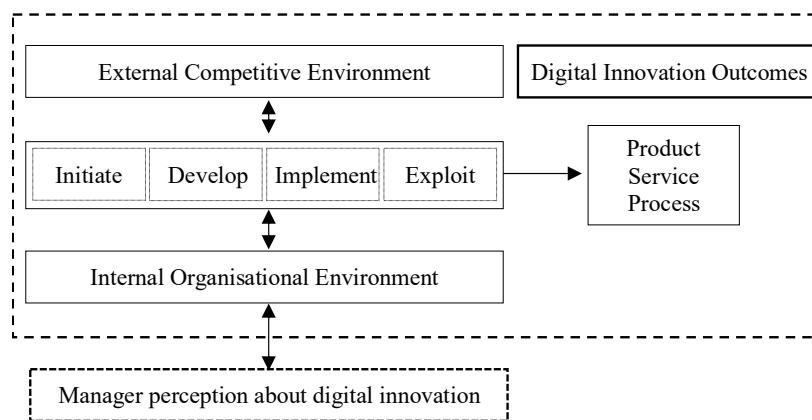 External Competitive Environment
Digital Innovation Outcomes
Initiate
Develop
Implement
Exploit
Product
Service
Process
Internal Organisational Environment
Manager perception about digital innovation